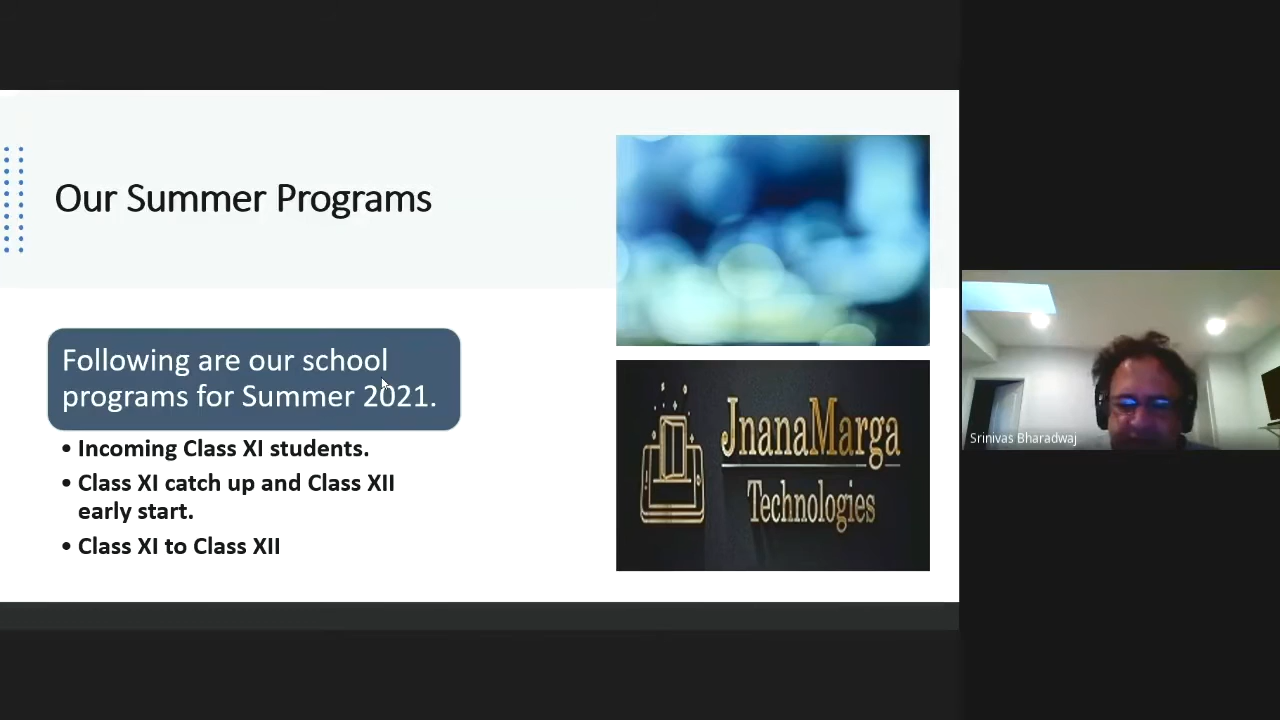 Our Summer Programs
Following are our school
programs for Summer 2021.
• Incoming Class XI students.
• Class XI catch up and Class XII
early start.
• Class XI to Class XII
JnanaMarga
Technologies
Srinivas Bharadwaj